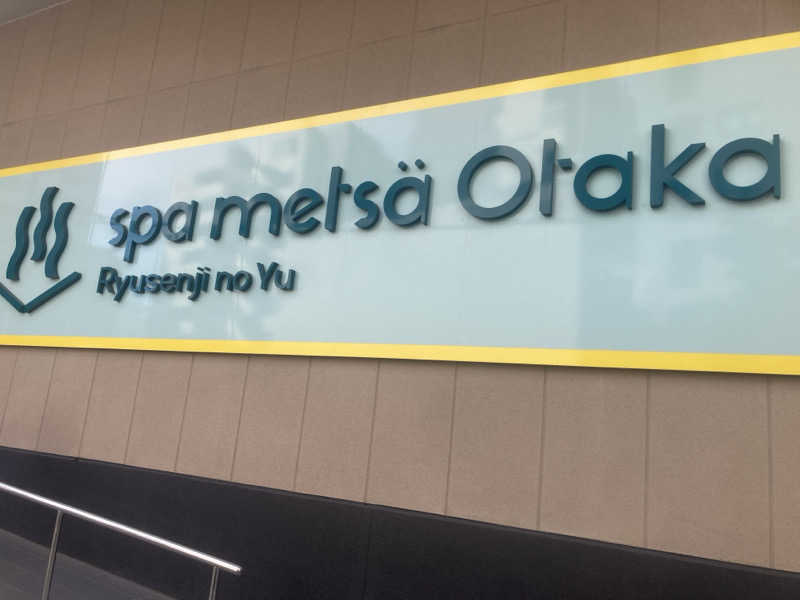 spa metsä Otaka
Ryusenji no Yu